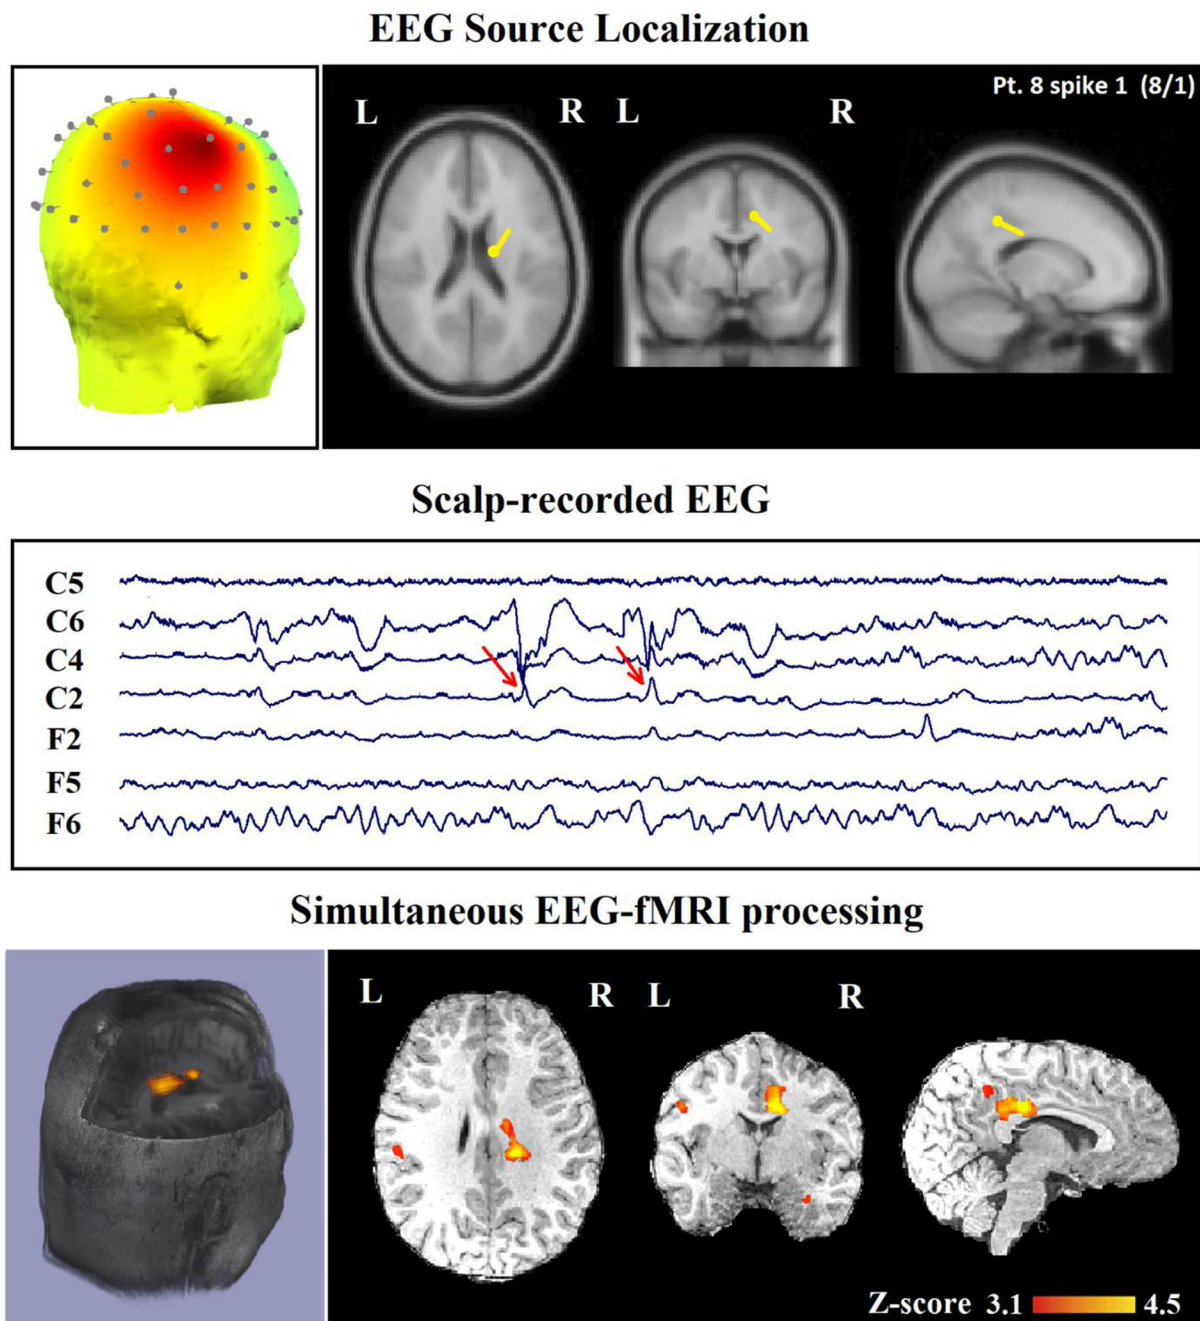 EEG Source Localization
Pt. 8 spike 1 (8/1)
L R L R
Scalp-recorded EEG
C5
C6
C4
C2
F2
F5
F6
Simultaneous EEG-fMRI processing
L R L R
Z-score 3.1 4.5